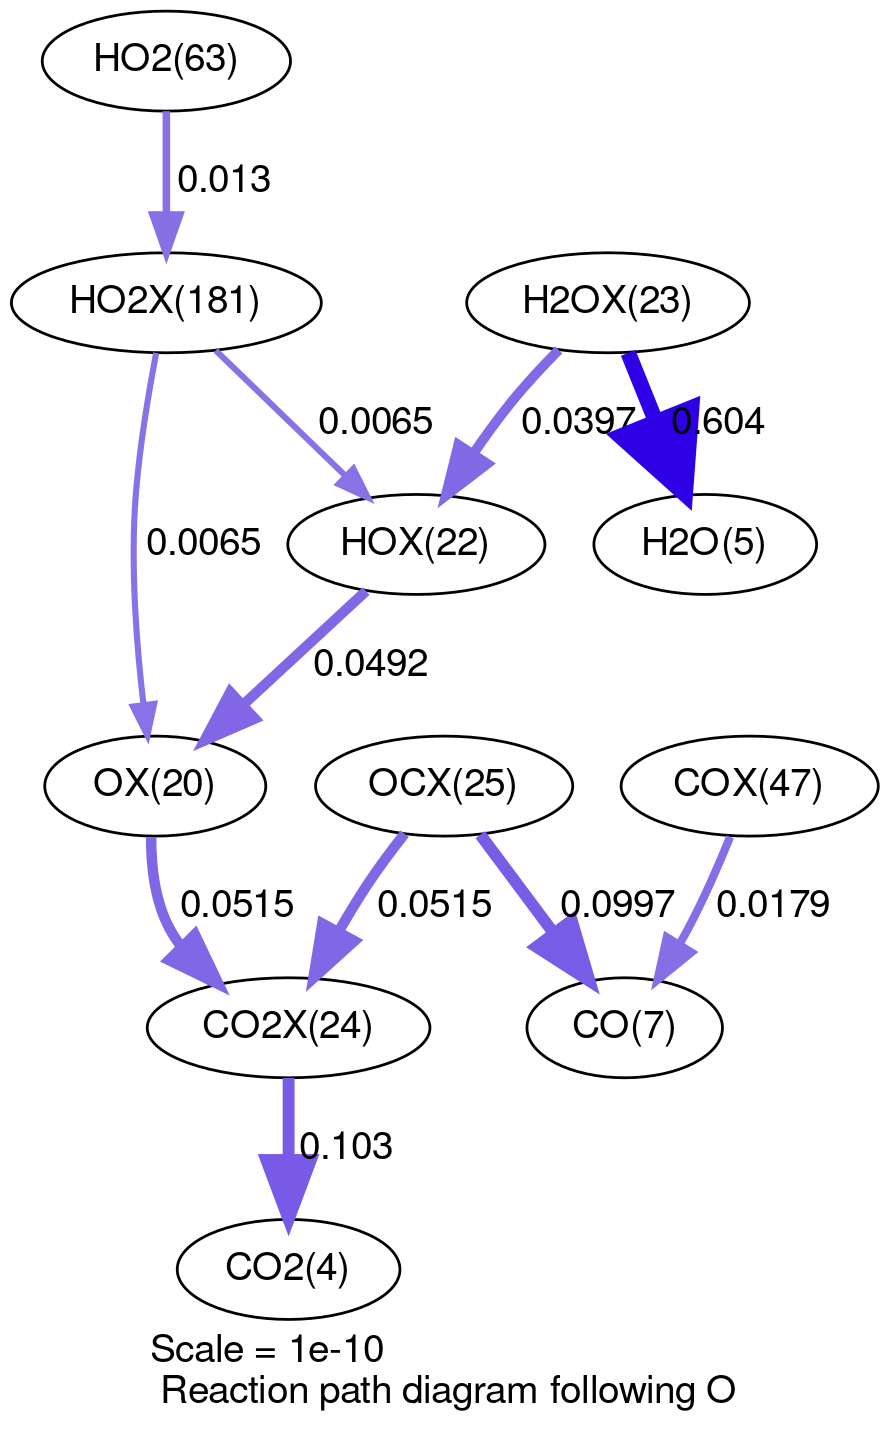 HO2(63)
0.013
HO2X(181)
H2OX(23)
0.0065
0.0397
0.604
0.0065
HOX(22)
H2O(5)
0.0492
OX(20)
OCX(25)
COX(47)
0.0515
0.0515
0.0997
0.0179
CO2X(24)
CO(7)
0.103
CO2(4)
Scale = 1e-10
Reaction path diagram following O